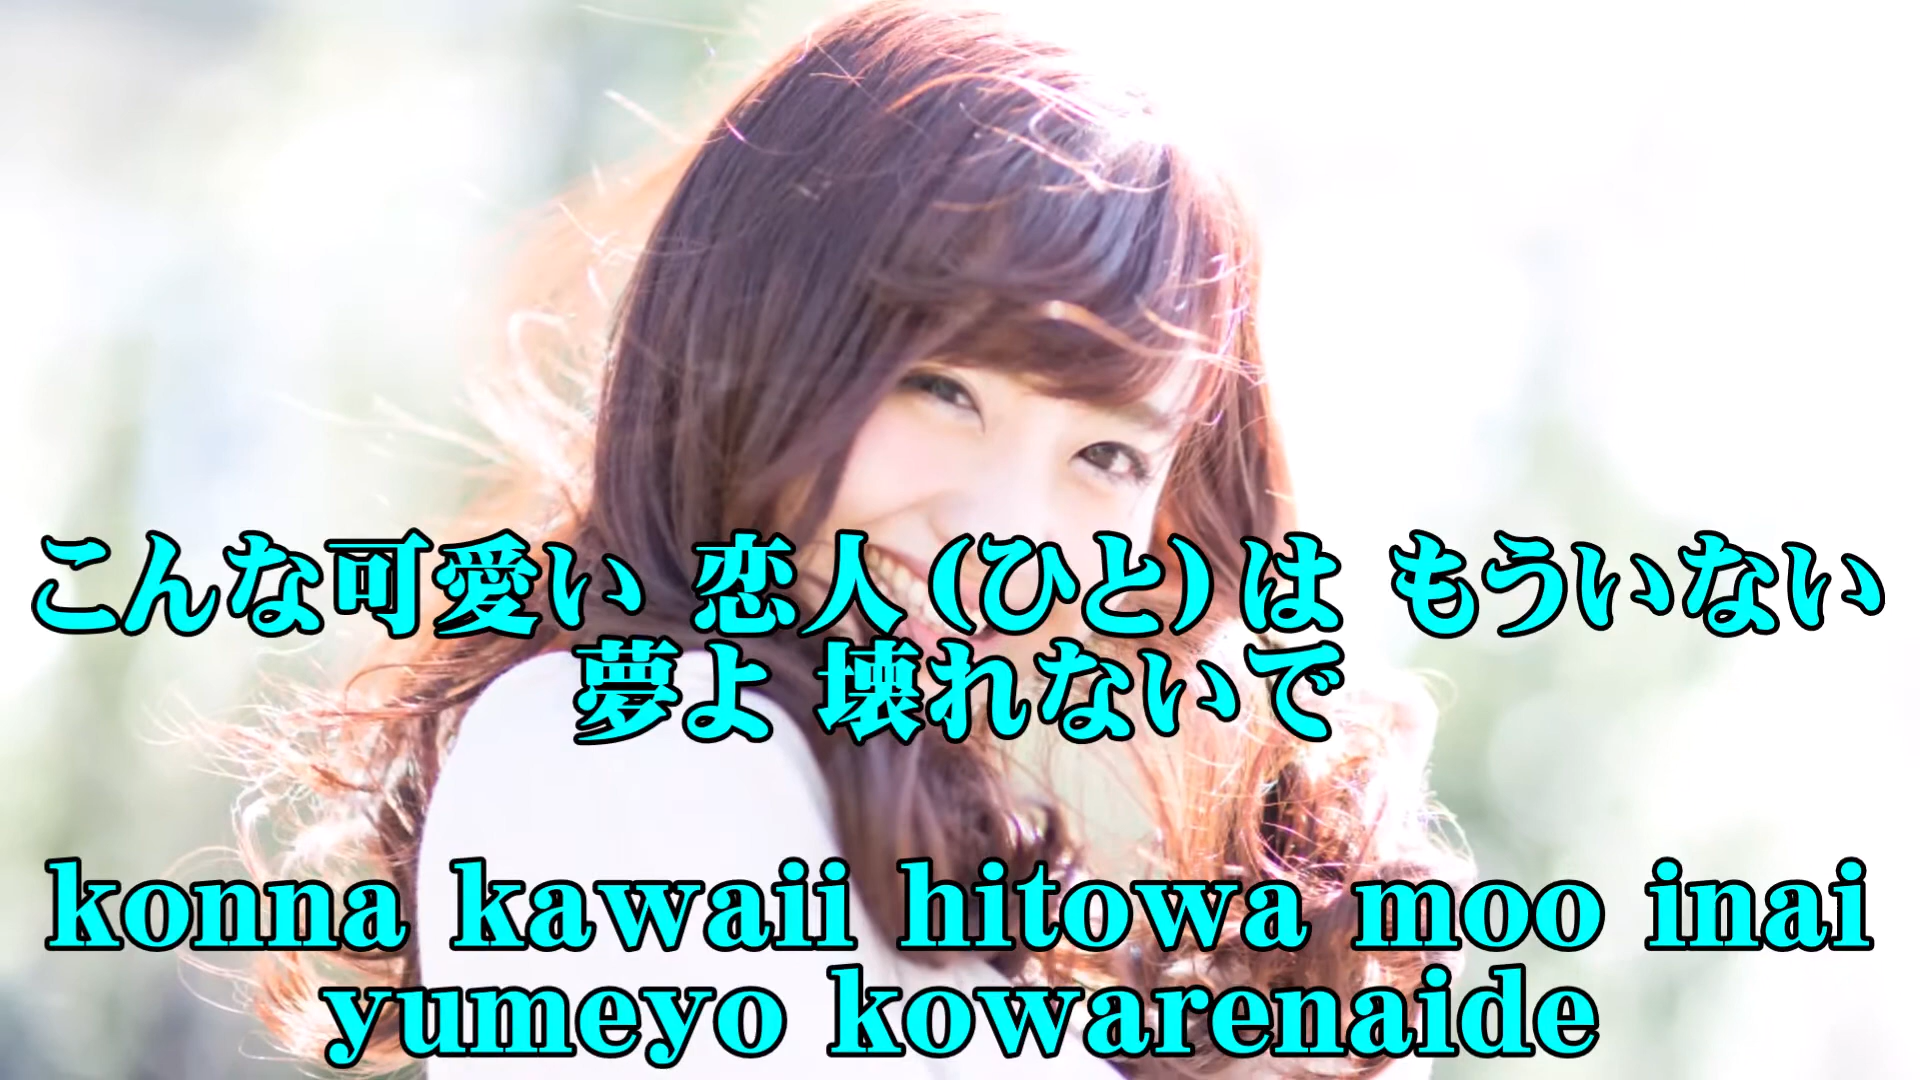 こんな可愛い 恋人(ひと)は もういない
夢よ 壊れないで
konna kawaii hitowa moo inai
yumeyo kowarenaide